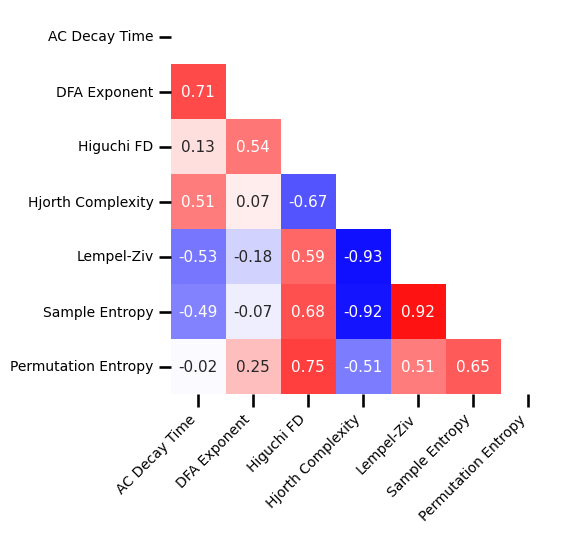 AC Decay Time
DFA Exponent 0.71
Higuchi FD 0.13 0.54
Hjorth Complexity 0.51 0.07 -0.67
Lempel-Ziv -0.53 -0.18 0.59 -0.93
Sample Entropy -0.49 -0.07 0.68 -0.92 0.92
Permutation Entropy -0.02 0.25 0.75 -0.51 0.51 0.65
AC Decay Time
DFA Exponent
Higuchi FD
Hjorth Complexity
Lempel-Ziv
Sample Entropy
Permutation Entropy